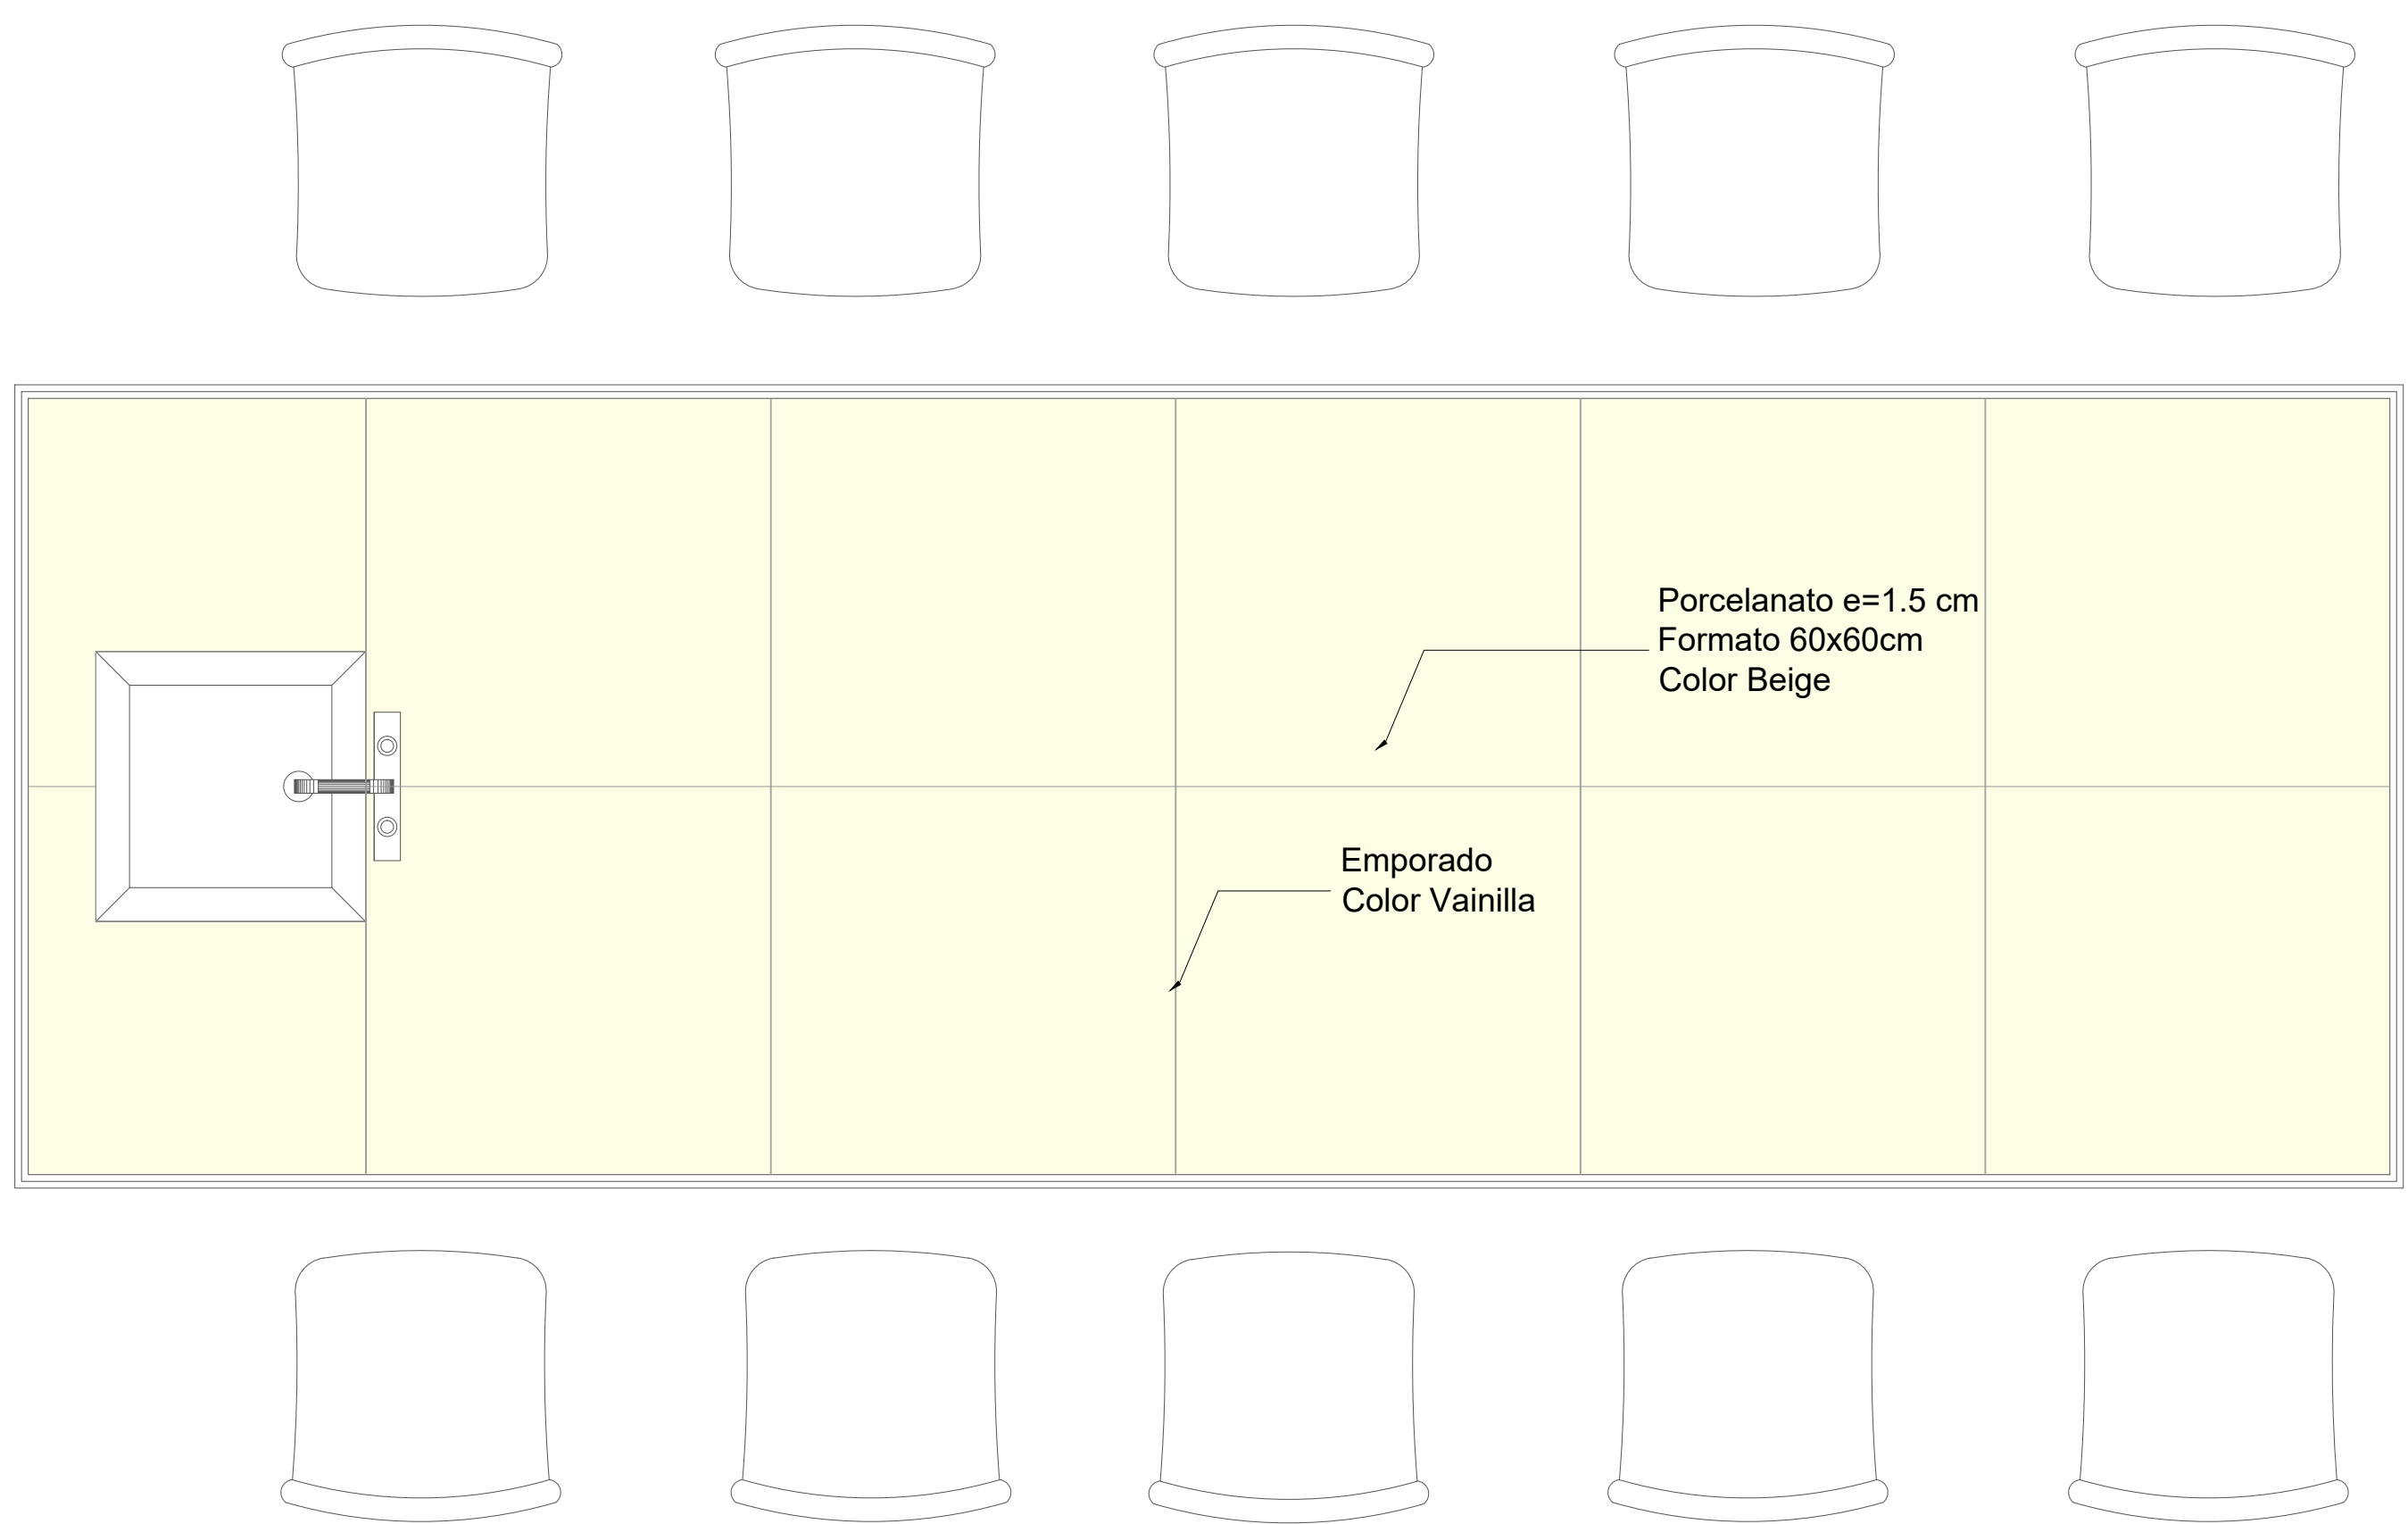 Porcelanato e=1.5 cm
Formato 60x60cm
Color Beige
Emporado
Color Vainilla